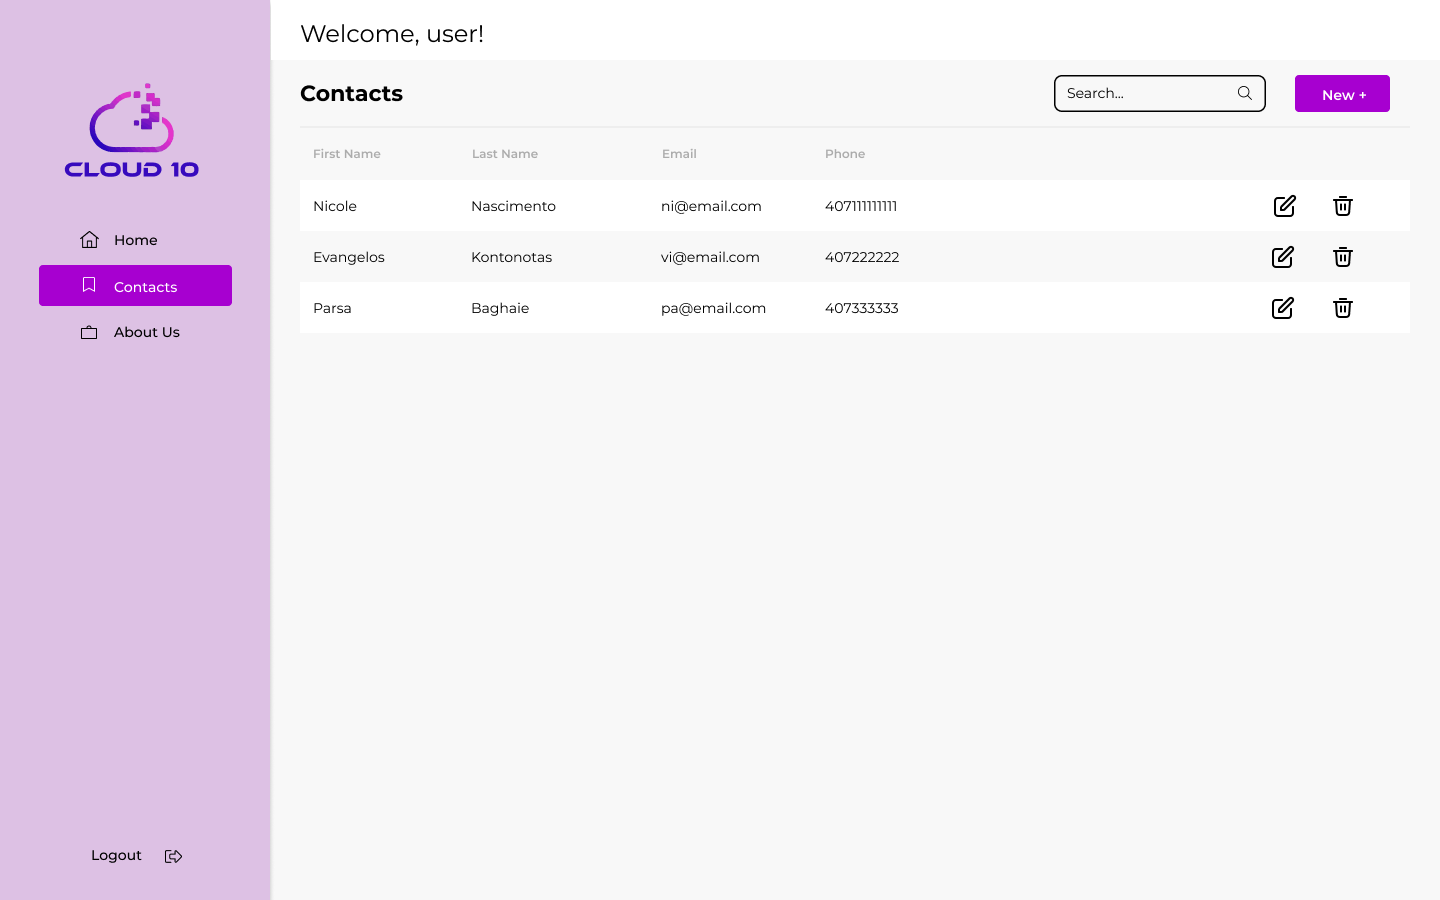 Welcome, user!
CLOUD 10
Home
Contacts
About Us
Logout
Contacts
Search...
New +
First Name Last Name Email Phone
Nicole Nascimento ni@email.com 407111111111
Evangelos Kontonotas vi@email.com 407222222
Parsa Baghaie pa@email.com 407333333